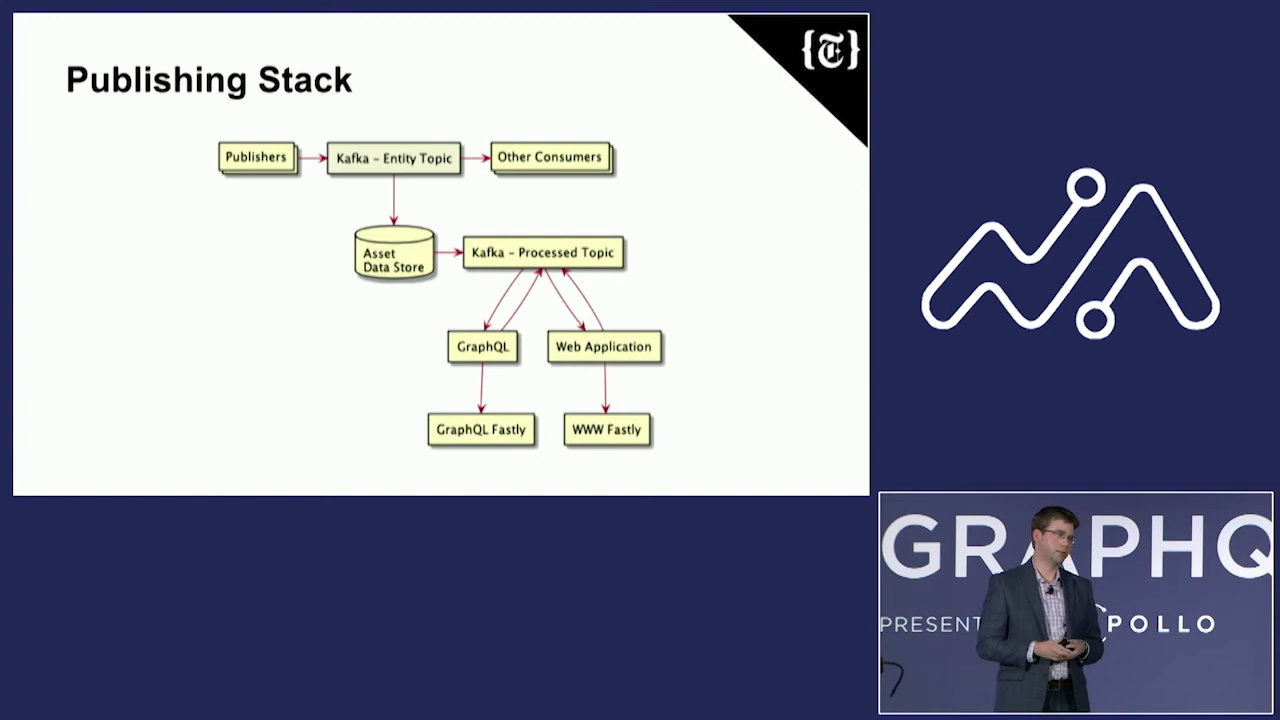 Publishing Stack
{T}
Publishers
Kafka – Entity Topic
Other Consumers
Asset
Data Store
Kafka – Processed Topic
GraphQL
Web Application
GraphQL Fastly
WWW Fastly
GRAPHQ
PRESENT
POLLO